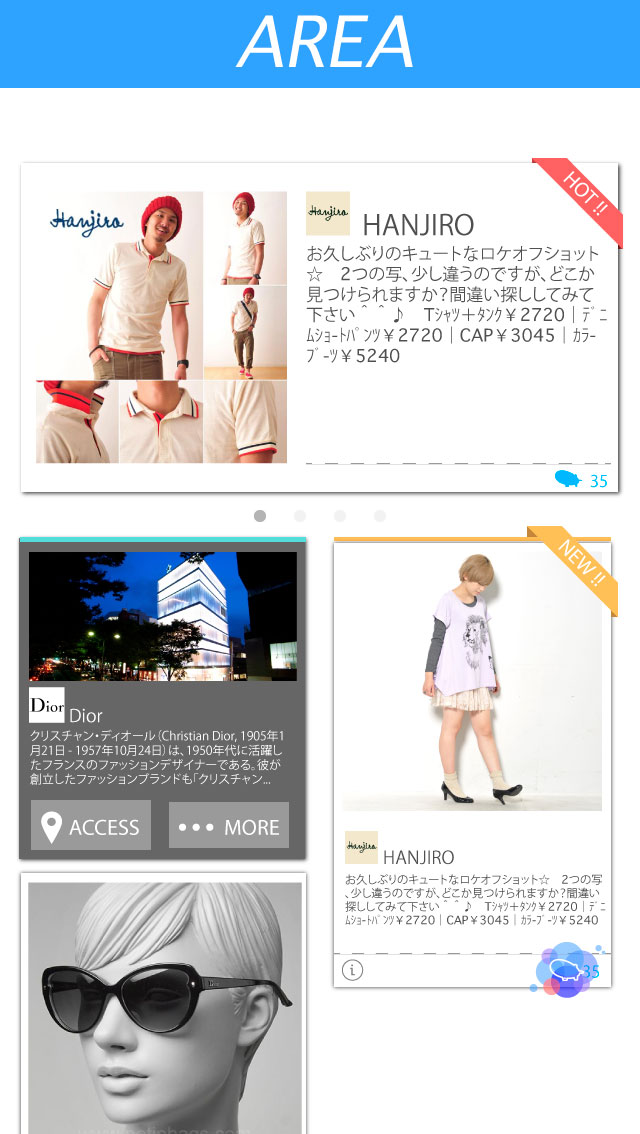 AREA
HOT !!
Hanjiro
Hanjiro
HANJIRO
お久しぶりのキュートなロケオフショット
☆　2つの写、少し違うのですが、どこか
見つけられますか？間違い探ししてみて
下さい＾＾♪　Tｼｬﾂ＋ﾀﾝｸ￥2720｜ﾃﾞﾆ
ﾑｼｮｰﾄﾊﾟﾝﾂ￥2720｜CAP￥3045｜ｶﾗｰ
ﾌﾞｰﾂ￥5240
35
Dior
Dior
クリスチャン・ディオール（Christian Dior, 1905年1
月21日 - 1957年10月24日）は、1950年代に活躍し
たフランスのファッションデザイナーである。彼が
創立したファッションブランドも「クリスチャン...
ACCESS
MORE
NEW !!
Hanjiro
HANJIRO
お久しぶりのキュートなロケオフショット☆　2つの写
、少し違うのですが、どこか見つけられますか？間違い
探ししてみて下さい＾＾♪　Tｼｬﾂ＋ﾀﾝｸ￥2720｜ﾃﾞﾆ
ﾑｼｮｰﾄﾊﾟﾝﾂ￥2720｜CAP￥3045｜ｶﾗｰﾌﾞｰﾂ￥5240
35